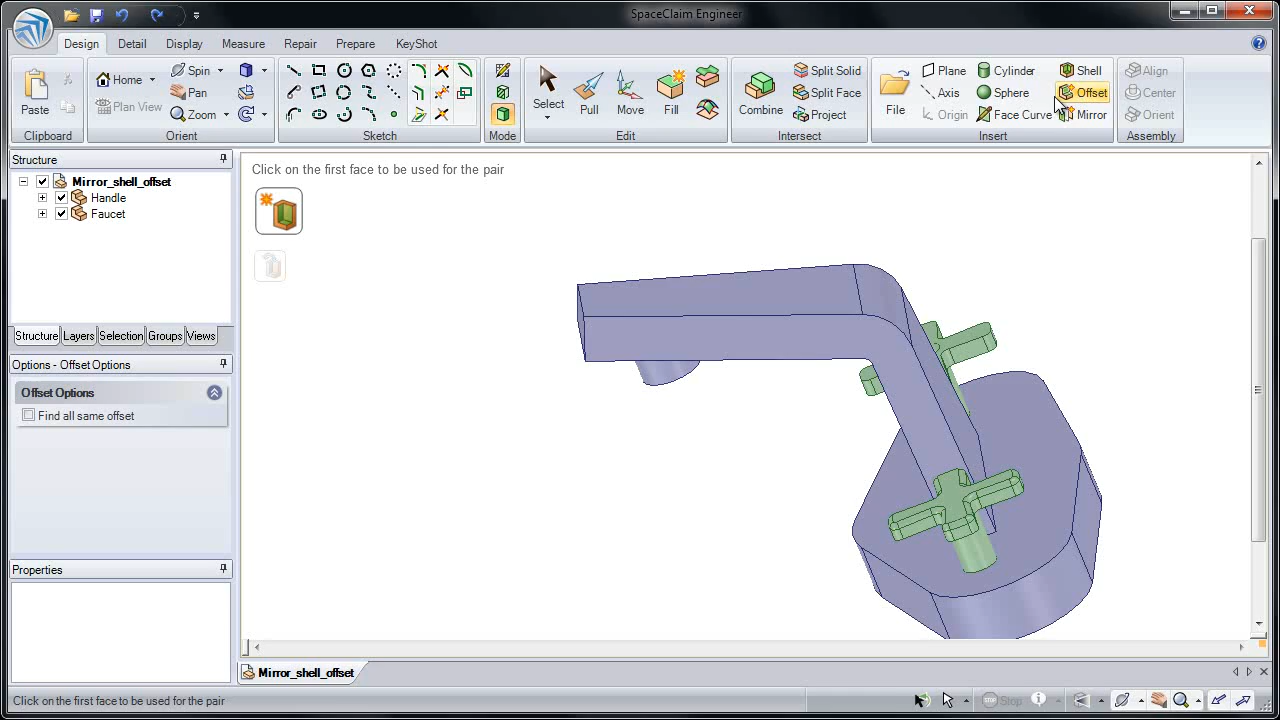 SpaceClaim Engineer
Design Detail Display Measure Repair Prepare KeyShot
Paste
Clipboard
Home Spin
Plan View Pan
Zoom
Orient
Sketch
Mode
Select Pull Move Fill
Edit
Combine
Split Solid
Split Face
Project
Intersect
File
Plane Cylinder Shell
Axis Sphere Offset
Origin Face Curve Mirror
Insert
Align
Center
Orient
Assembly
Structure
Mirror_shell_offset
Handle
Faucet
Structure Layers Selection Groups Views
Options - Offset Options
Offset Options
Find all same offset
Properties
Click on the first face to be used for the pair
Mirror_shell_offset
Click on the first face to be used for the pair
Stop